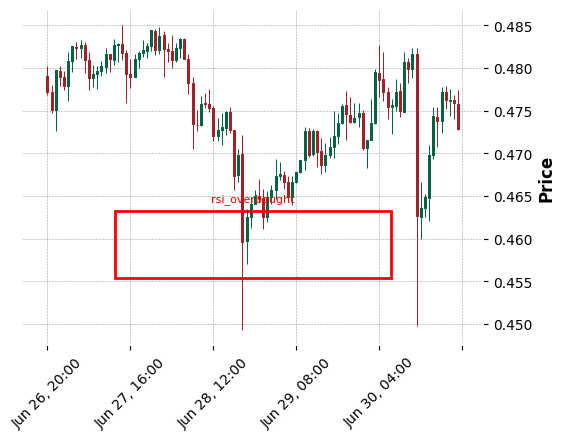 0.485
0.480
0.475
0.470
0.465
0.460
0.455
0.450
Price
rsi_overbought
Jun 26, 20:00
Jun 27, 16:00
Jun 28, 12:00
Jun 29, 08:00
Jun 30, 04:00